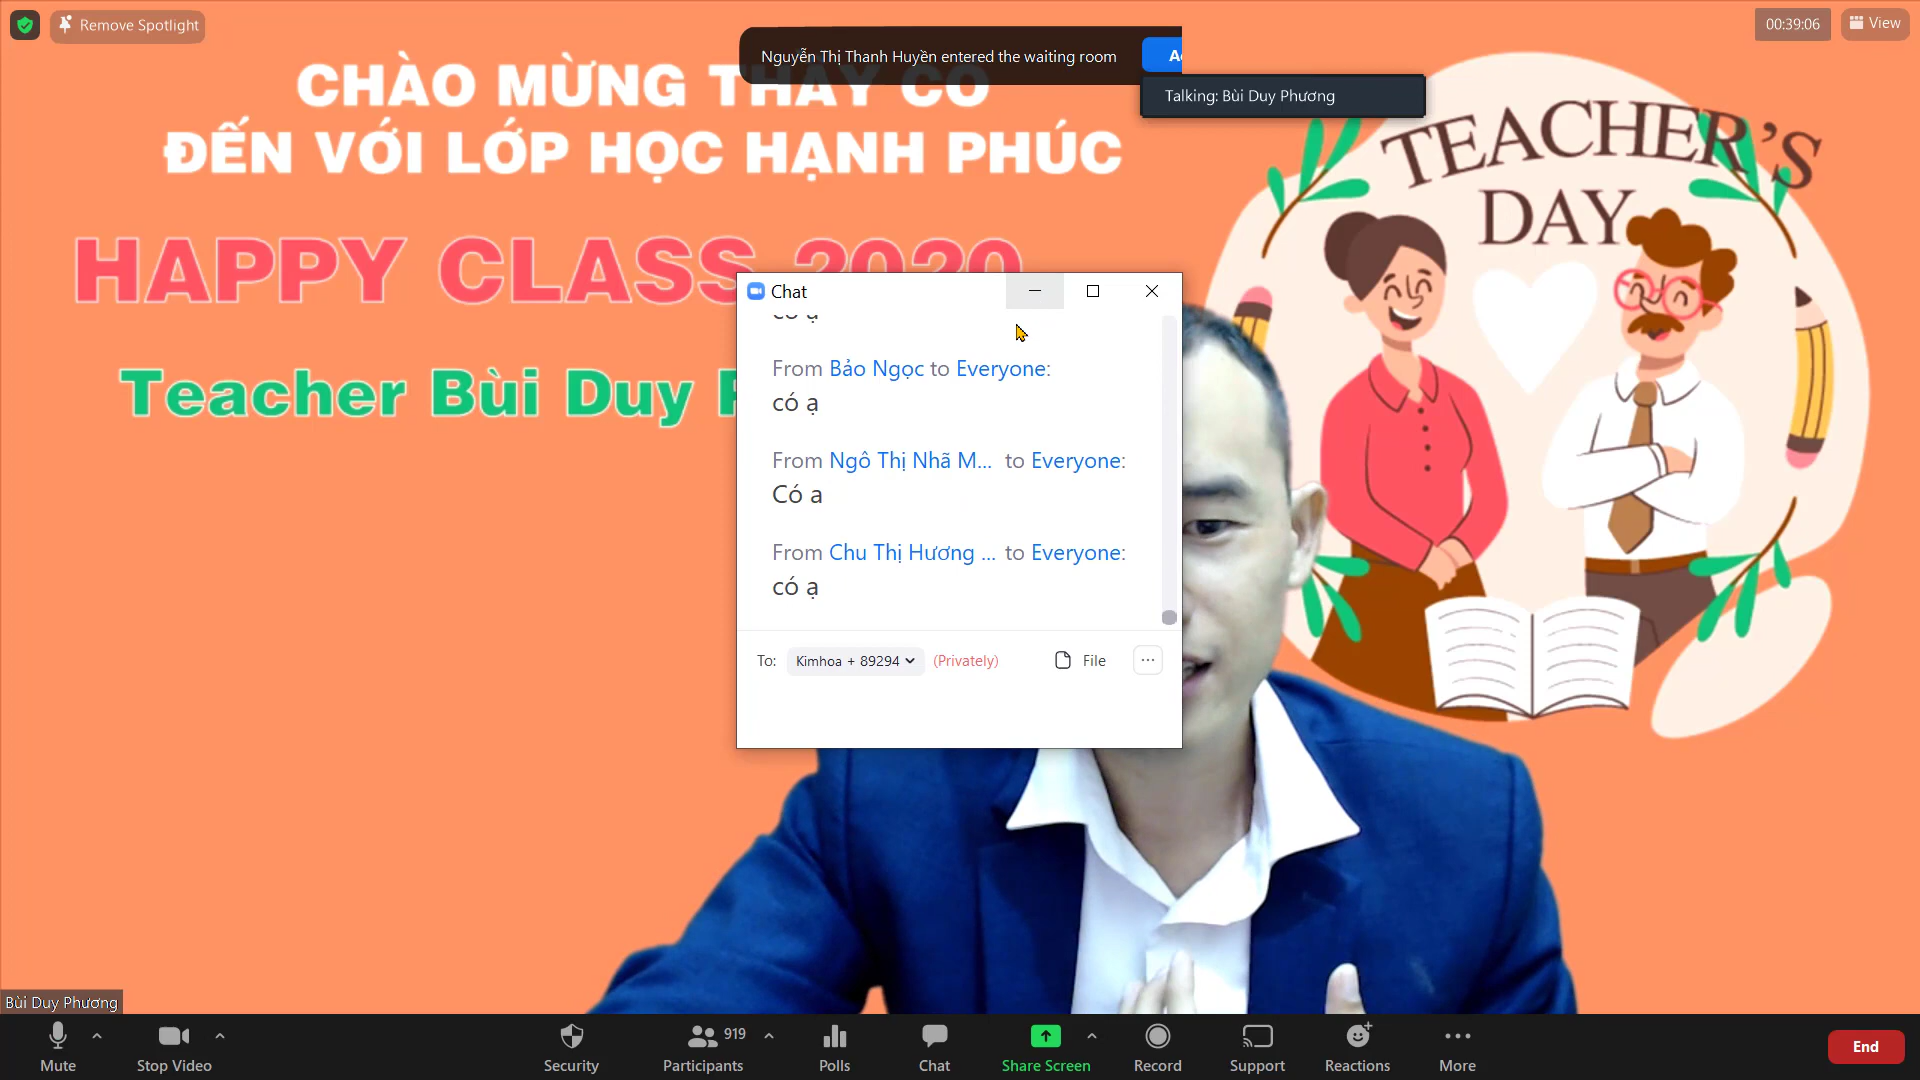 Remove Spotlight
Nguyễn Thị Thanh Huyền entered the waiting room
Talking: Bùi Duy Phương
00:39:06
View
CHÀO MỪNG THẦY CÔ
ĐẾN VỚI LỚP HỌC HẠNH PHÚC
HAPPY CLASS 2020
Teacher Bùi Duy
TEACHER'S
DAY
Chat
có ạ
From Bảo Ngọc to Everyone:
có ạ
From Ngô Thị Nhã M... to Everyone:
Có a
From Chu Thị Hương ... to Everyone:
có ạ
To: Kimhoa + 89294 (Privately) File
Bùi Duy Phương
Mute
Stop Video
Security
919
Participants
Polls
Chat
Share Screen
Record
Support
Reactions
More
End